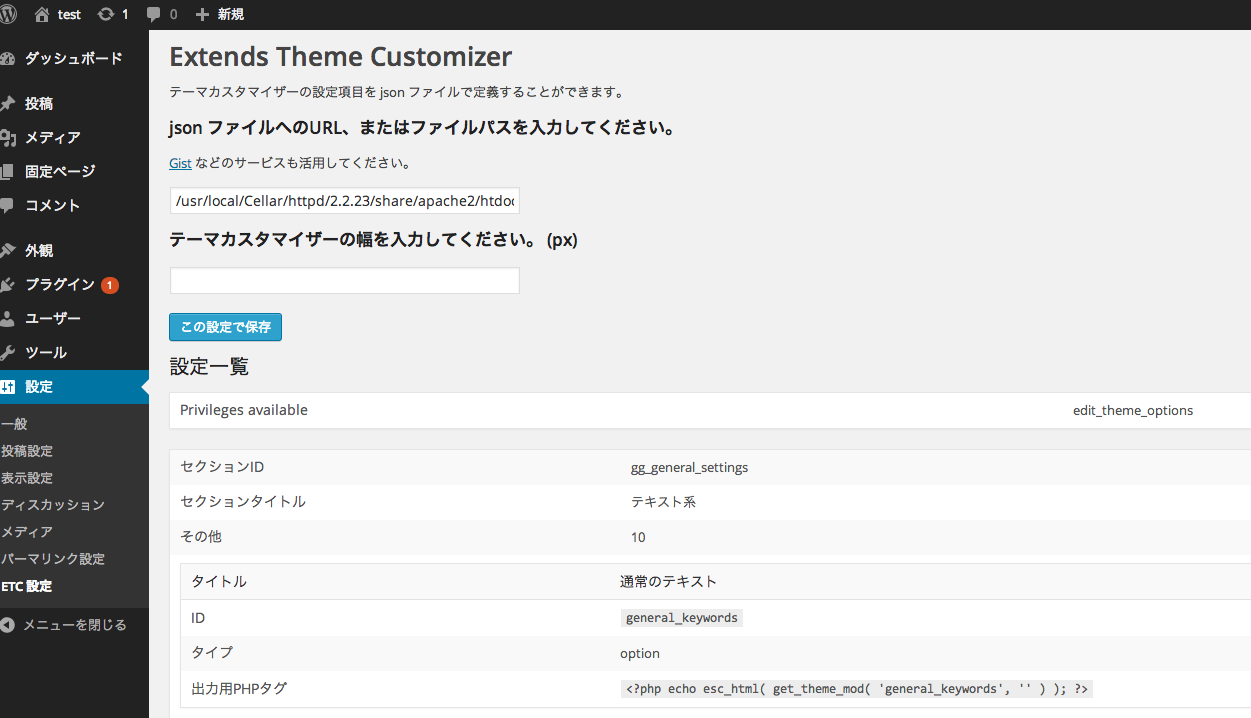 test 1 0 新規
ダッシュボード
投稿
メディア
固定ページ
コメント
外観
プラグイン 1
ユーザー
ツール
設定
一般
投稿設定
表示設定
ディスカッション
メディア
パーマリンク設定
ETC 設定
メニューを閉じる
Extends Theme Customizer
テーマカスタマイザーの設定項目を json ファイルで定義することができます。
json ファイルへのURL、またはファイルパスを入力してください。
Gist などのサービスも活用してください。
/usr/local/Cellar/httpd/2.2.23/share/apache2/htdoc
テーマカスタマイザーの幅を入力してください。 (px)
この設定で保存
設定一覧
Privileges available edit_theme_options
セクションID gg_general_settings
セクションタイトル テキスト系
その他 10
タイトル 通常のテキスト
ID general_keywords
タイプ option
出力用PHPタグ <?php echo esc_html( get_theme_mod( 'general_keywords', '' ) ); ?>